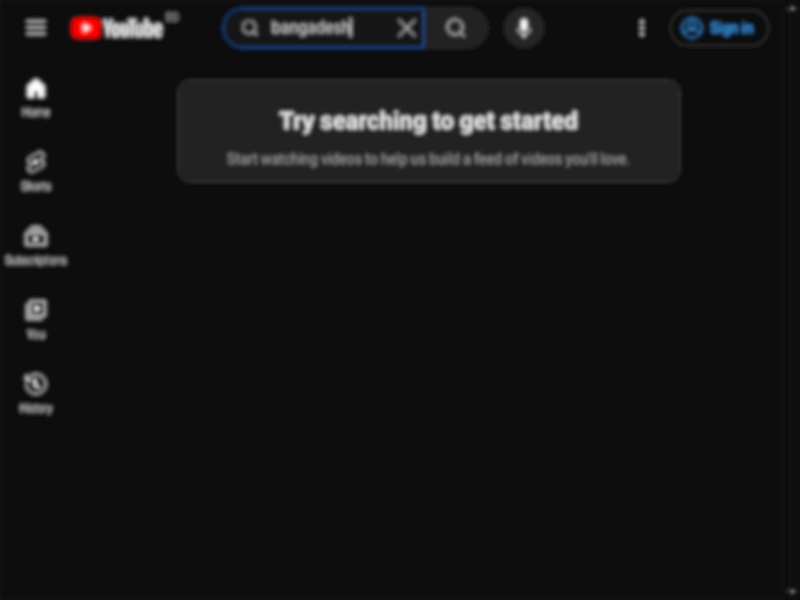 YouTube
bangadesh
Sign in
Try searching to get started
Start watching videos to help us build a feed of videos you'll love.
Home
Shorts
Subscriptions
You
History